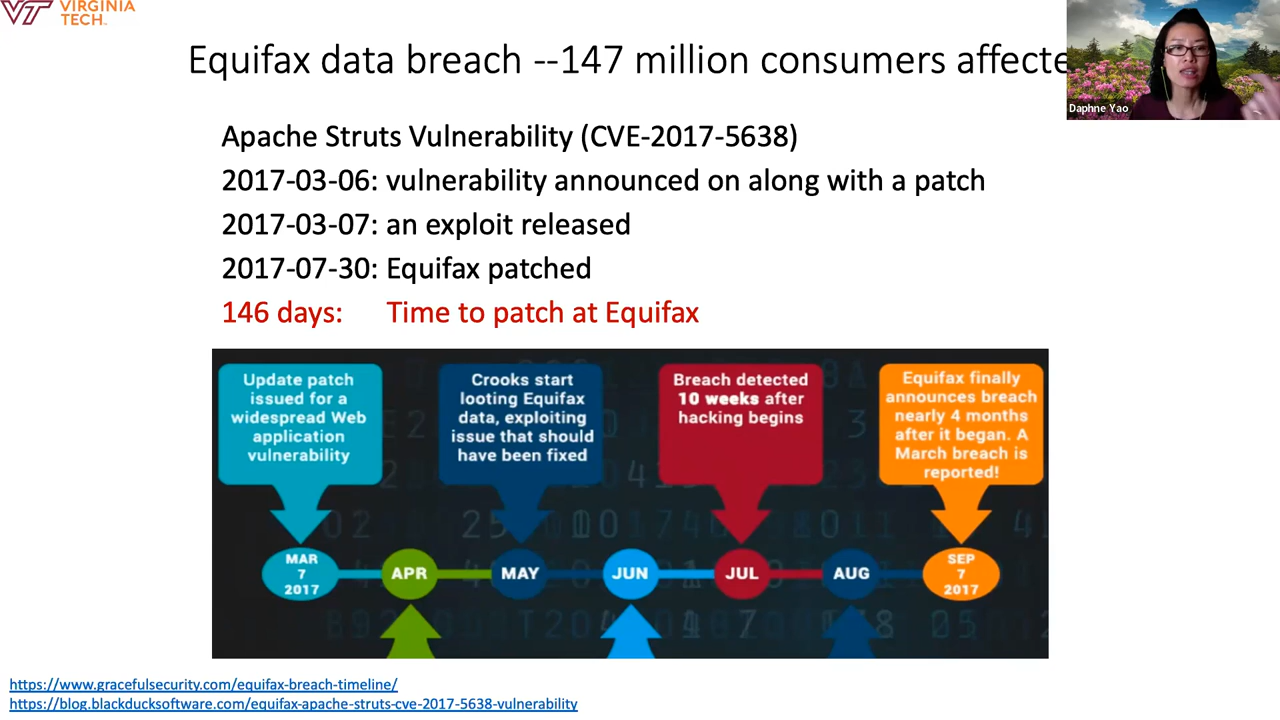 VIRGINIA
TECH
Equifax data breach --147 million consumers affecte
Daphne Yao
Apache Struts Vulnerability (CVE-2017-5638)
2017-03-06: vulnerability announced on along with a patch
2017-03-07: an exploit released
2017-07-30: Equifax patched
146 days: Time to patch at Equifax
Update patch
issued for a
widespread Web
application
vulnerability
Crooks start
looting Equifax
data, exploiting
issue that should
have been fixed
Breach detected
10 weeks after
hacking begins
Equifax finally
announces breach
nearly 4 months
after it began. A
March breach is
reported!
MAR
7
2017
APR
MAY
JUN
JUL
AUG
SEP
7
2017
https://www.gracefulsecurity.com/equifax-breach-timeline/
https://blog.blackducksoftware.com/equifax-apache-struts-cve-2017-5638-vulnerability